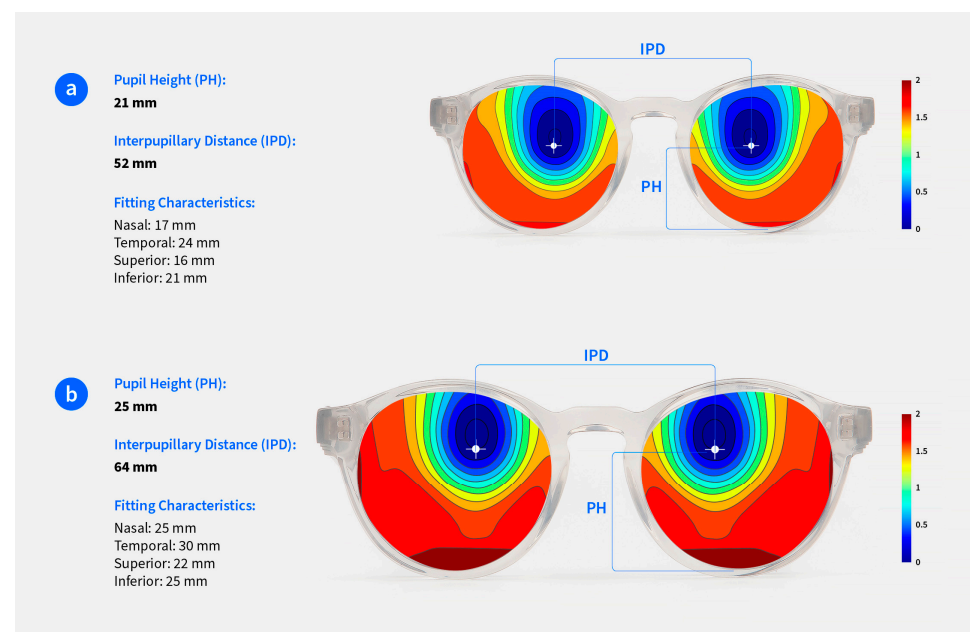 a
Pupil Height (PH):
21 mm
Interpupillary Distance (IPD):
52 mm
Fitting Characteristics:
Nasal: 17 mm
Temporal: 24 mm
Superior: 16 mm
Inferior: 21 mm
IPD
PH
2
1.5
1
0.5
0
b
Pupil Height (PH):
25 mm
Interpupillary Distance (IPD):
64 mm
Fitting Characteristics:
Nasal: 25 mm
Temporal: 30 mm
Superior: 22 mm
Inferior: 25 mm
IPD
PH
2
1.5
1
0.5
0